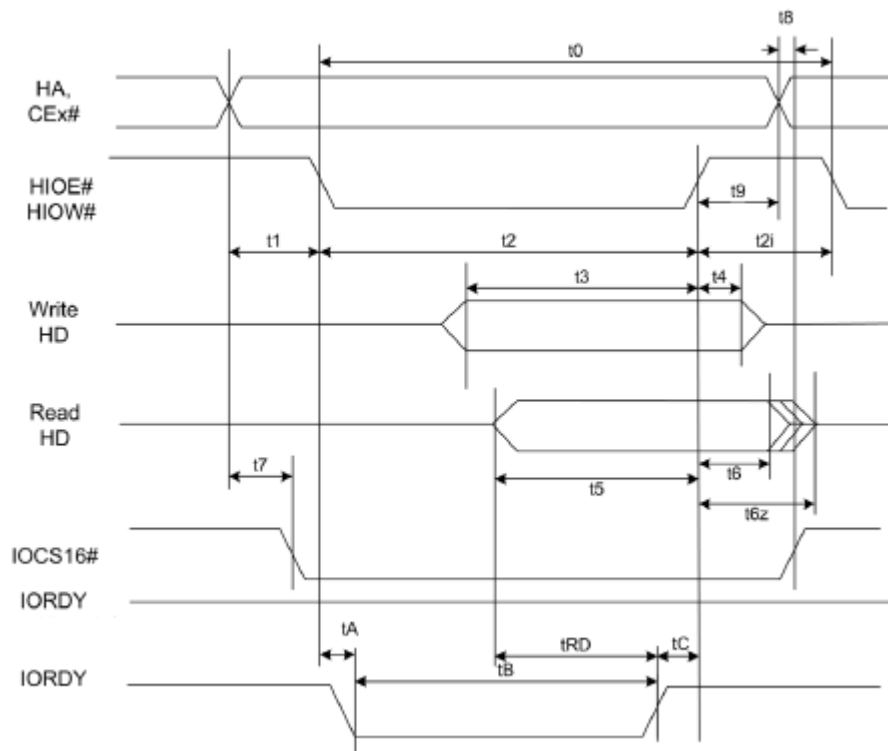 t8
t0
HA,
CEx#
HIOE#
HIOW#
t9
t1
t2
t2i
t3
t4
Write
HD
Read
HD
t7
t5
t6
t6z
IOCS16#
IORDY
tA
tRD
tC
tB
IORDY